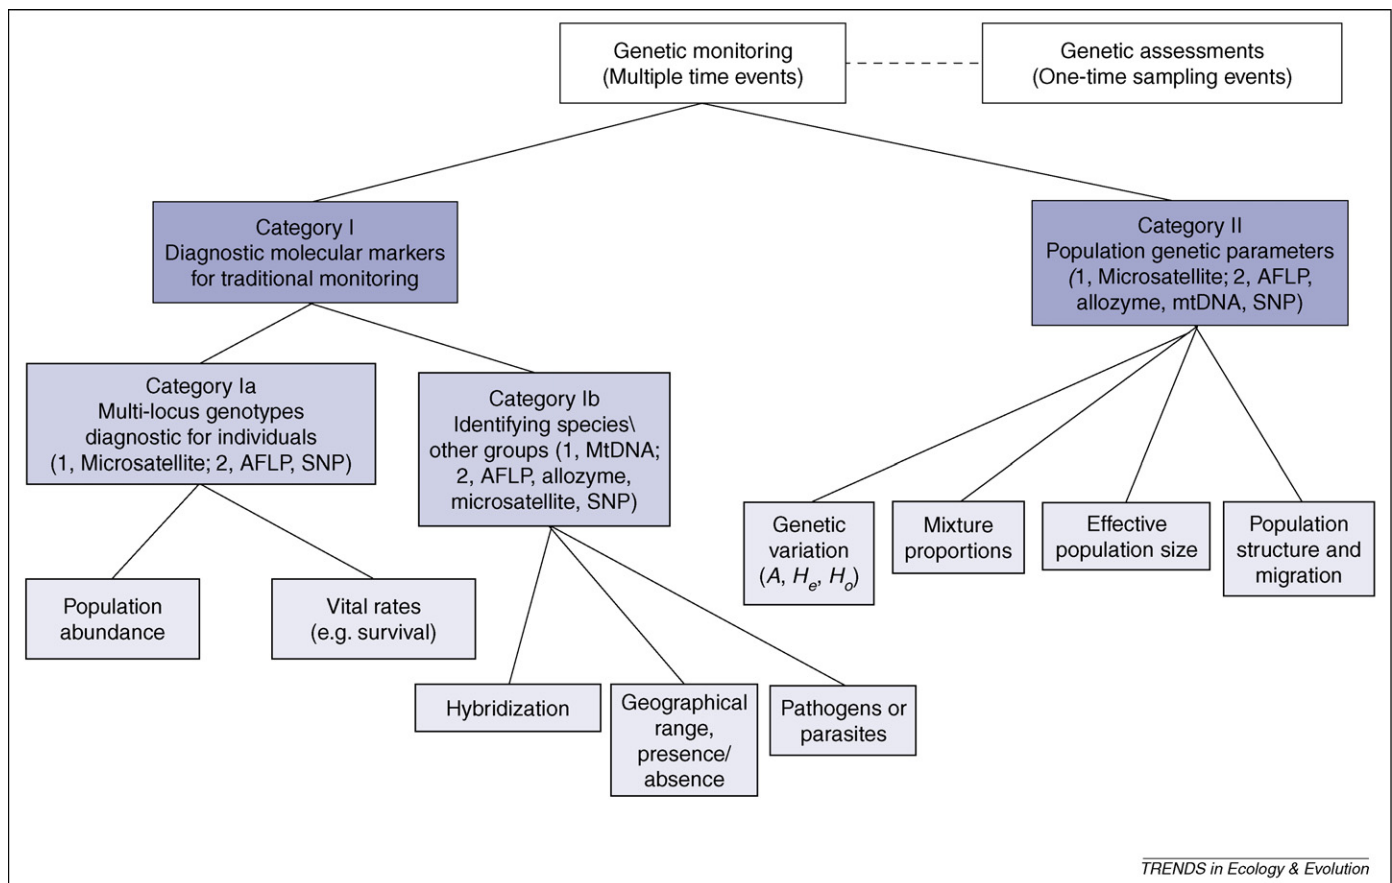 Genetic monitoring
(Multiple time events)
Genetic assessments
(One-time sampling events)
Category I
Diagnostic molecular markers
for traditional monitoring
Category II
Population genetic parameters
(1, Microsatellite; 2, AFLP,
allozyme, mtDNA, SNP)
Category Ia
Multi-locus genotypes
diagnostic for individuals
(1, Microsatellite; 2, AFLP, SNP)
Category Ib
Identifying species\
other groups (1, MtDNA;
2, AFLP, allozyme,
microsatellite, SNP)
Genetic
variation
(A, He, Ho)
Mixture
proportions
Effective
population size
Population
structure and
migration
Population
abundance
Vital rates
(e.g. survival)
Hybridization
Geographical
range,
presence/
absence
Pathogens or
parasites
TRENDS in Ecology & Evolution